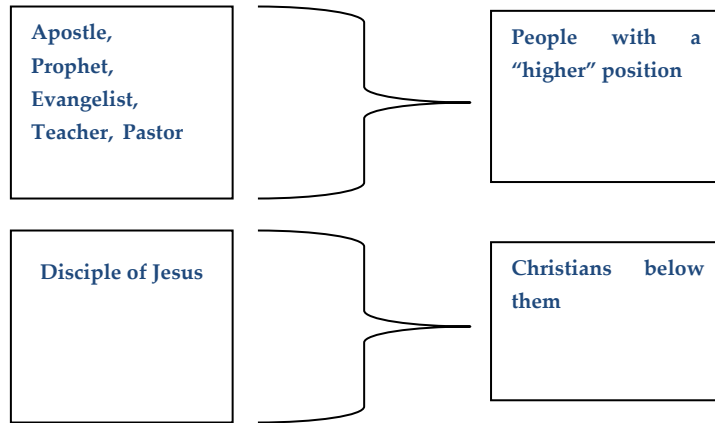 Apostle,
Prophet,
Evangelist,
Teacher, Pastor
People with a
“higher” position
Disciple of Jesus
Christians below
them